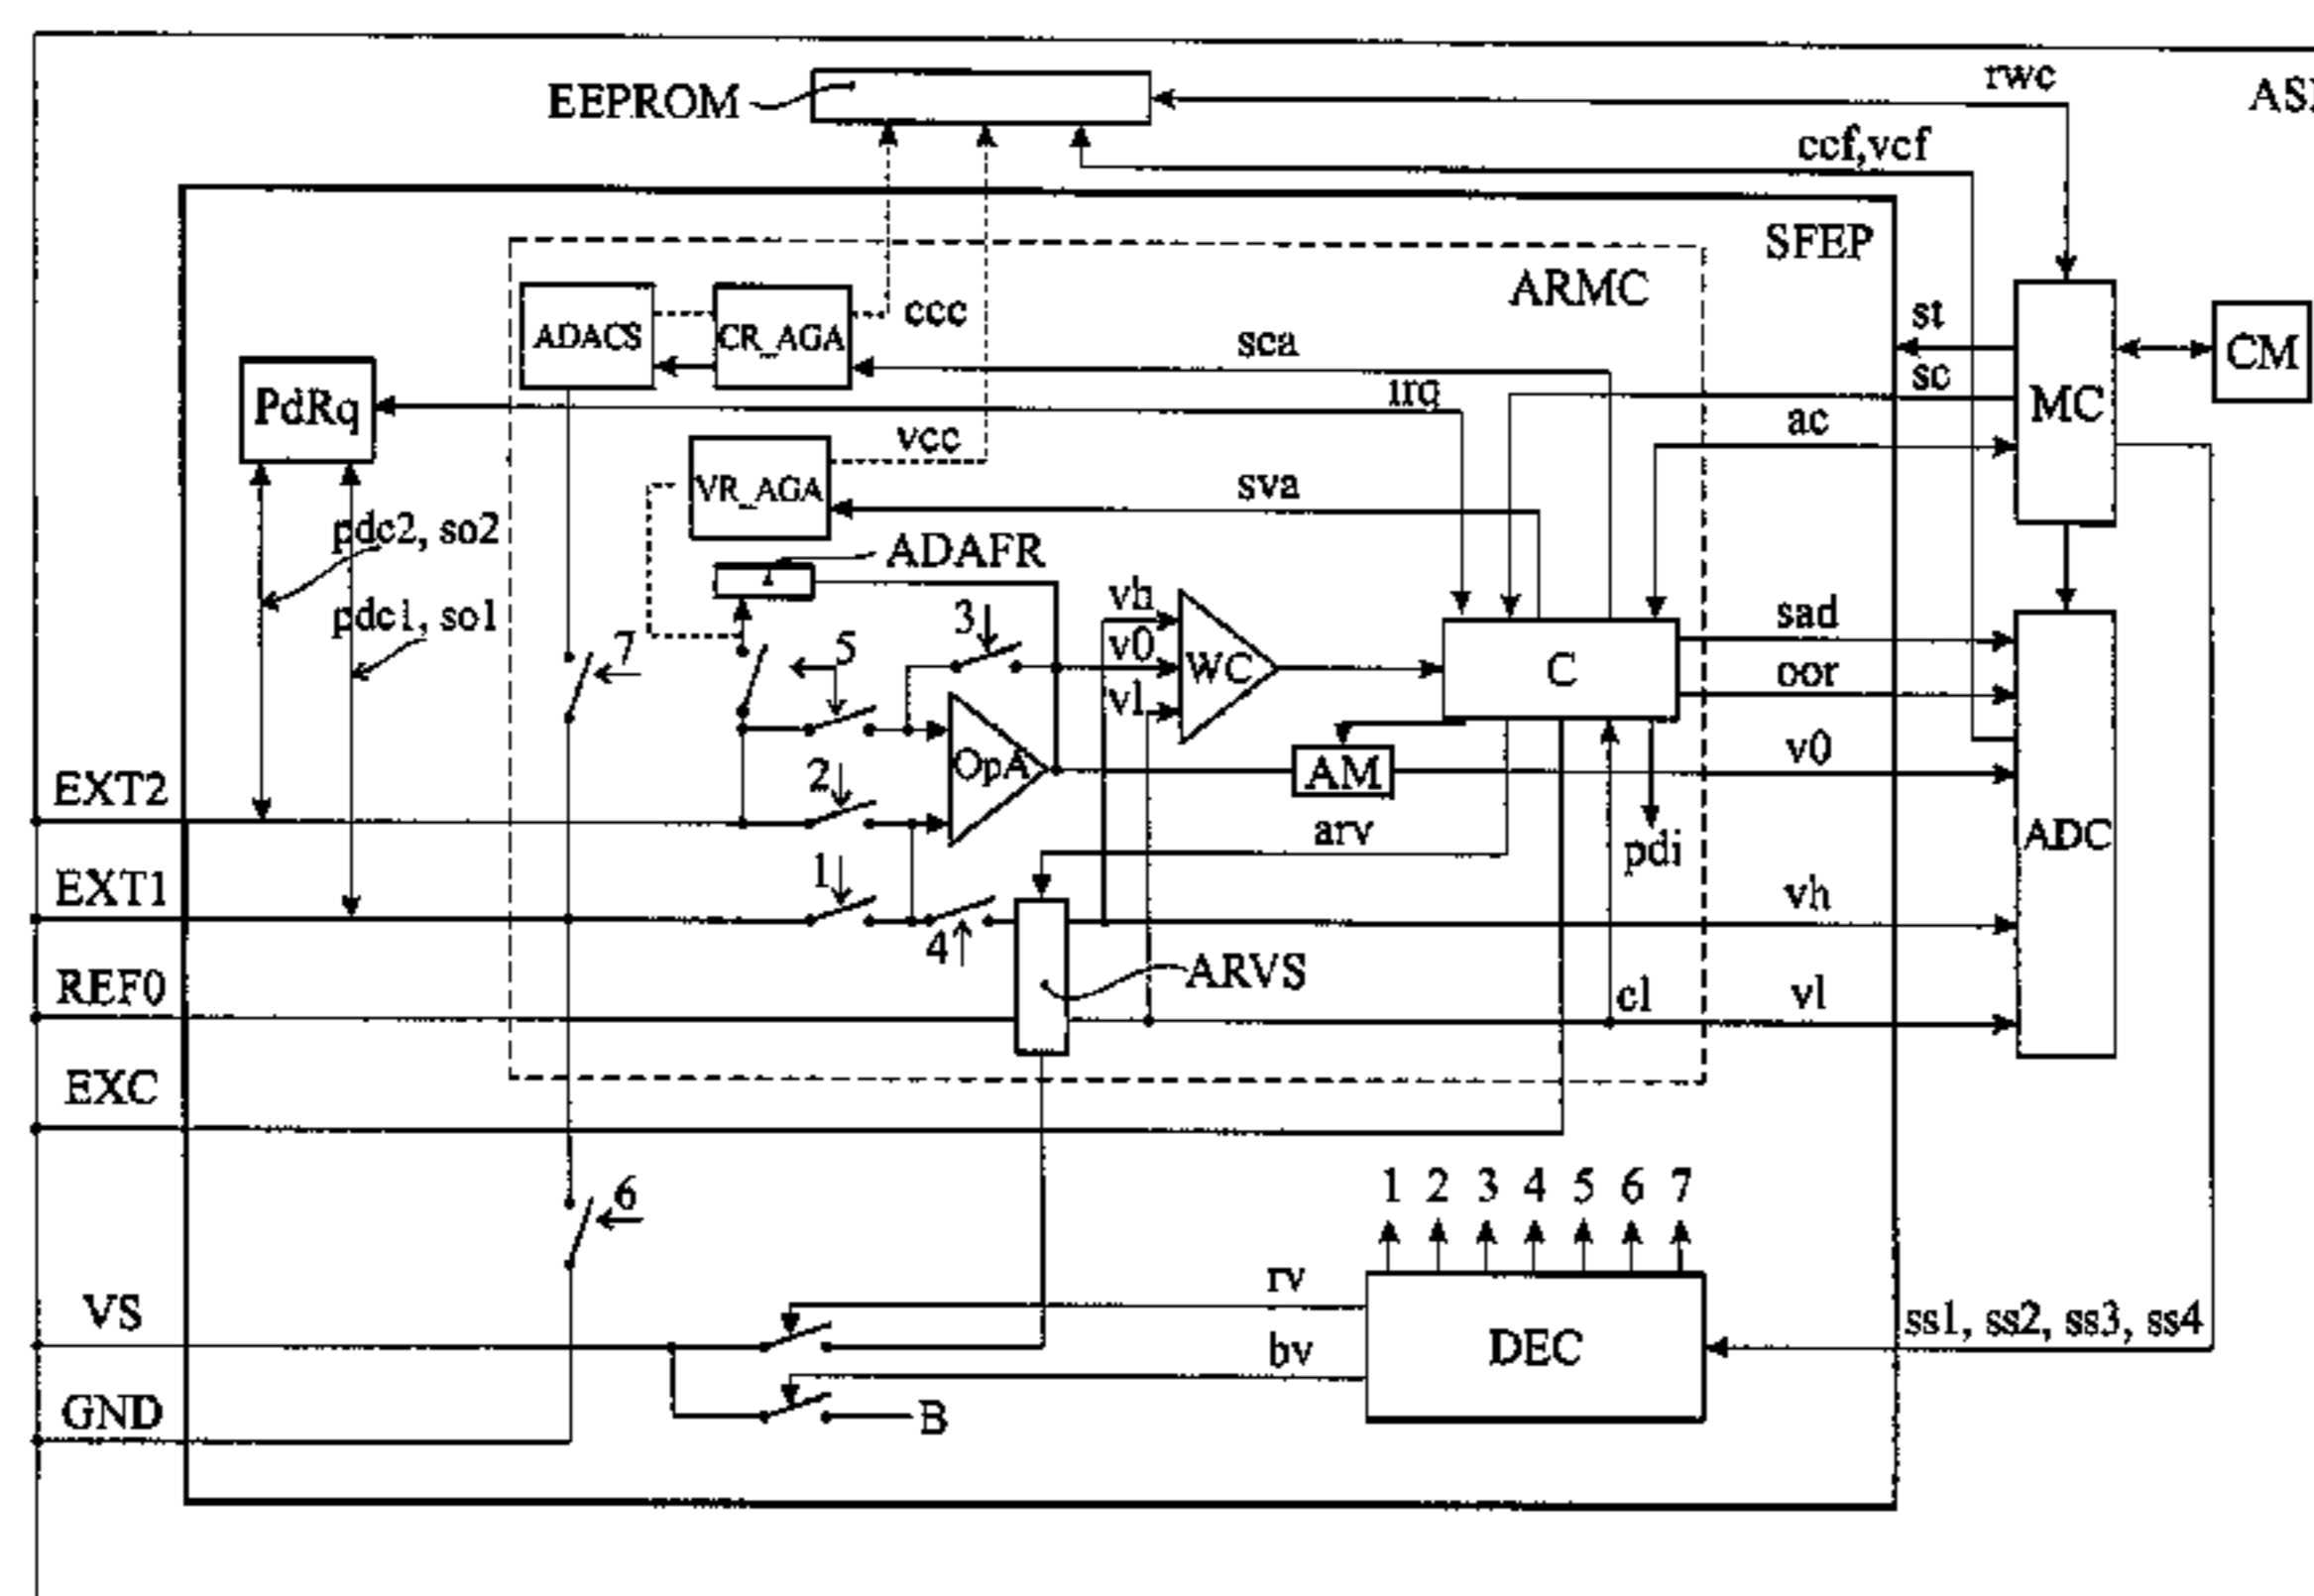 rwc
EEPROM
ccf,vcf
SFEP
ARMC
ADACS
CR_AGA
ccc
sca
st
sc
CM
PdRq
irq
MC
ac
vcc
VR_AGA
sva
pdc2, so2
ADAFR
pdc1, so1
3
vh
v0
vl
WC
C
sad
oor
7
5
OpA
AM
v0
EXT2
2
arv
pdi
ADC
EXT1
1
4
vh
REF0
ARVS
cl
vl
EXC
6
1 2 3 4 5 6 7
rv
VS
DEC
ss1, ss2, ss3, ss4
bv
GND
B